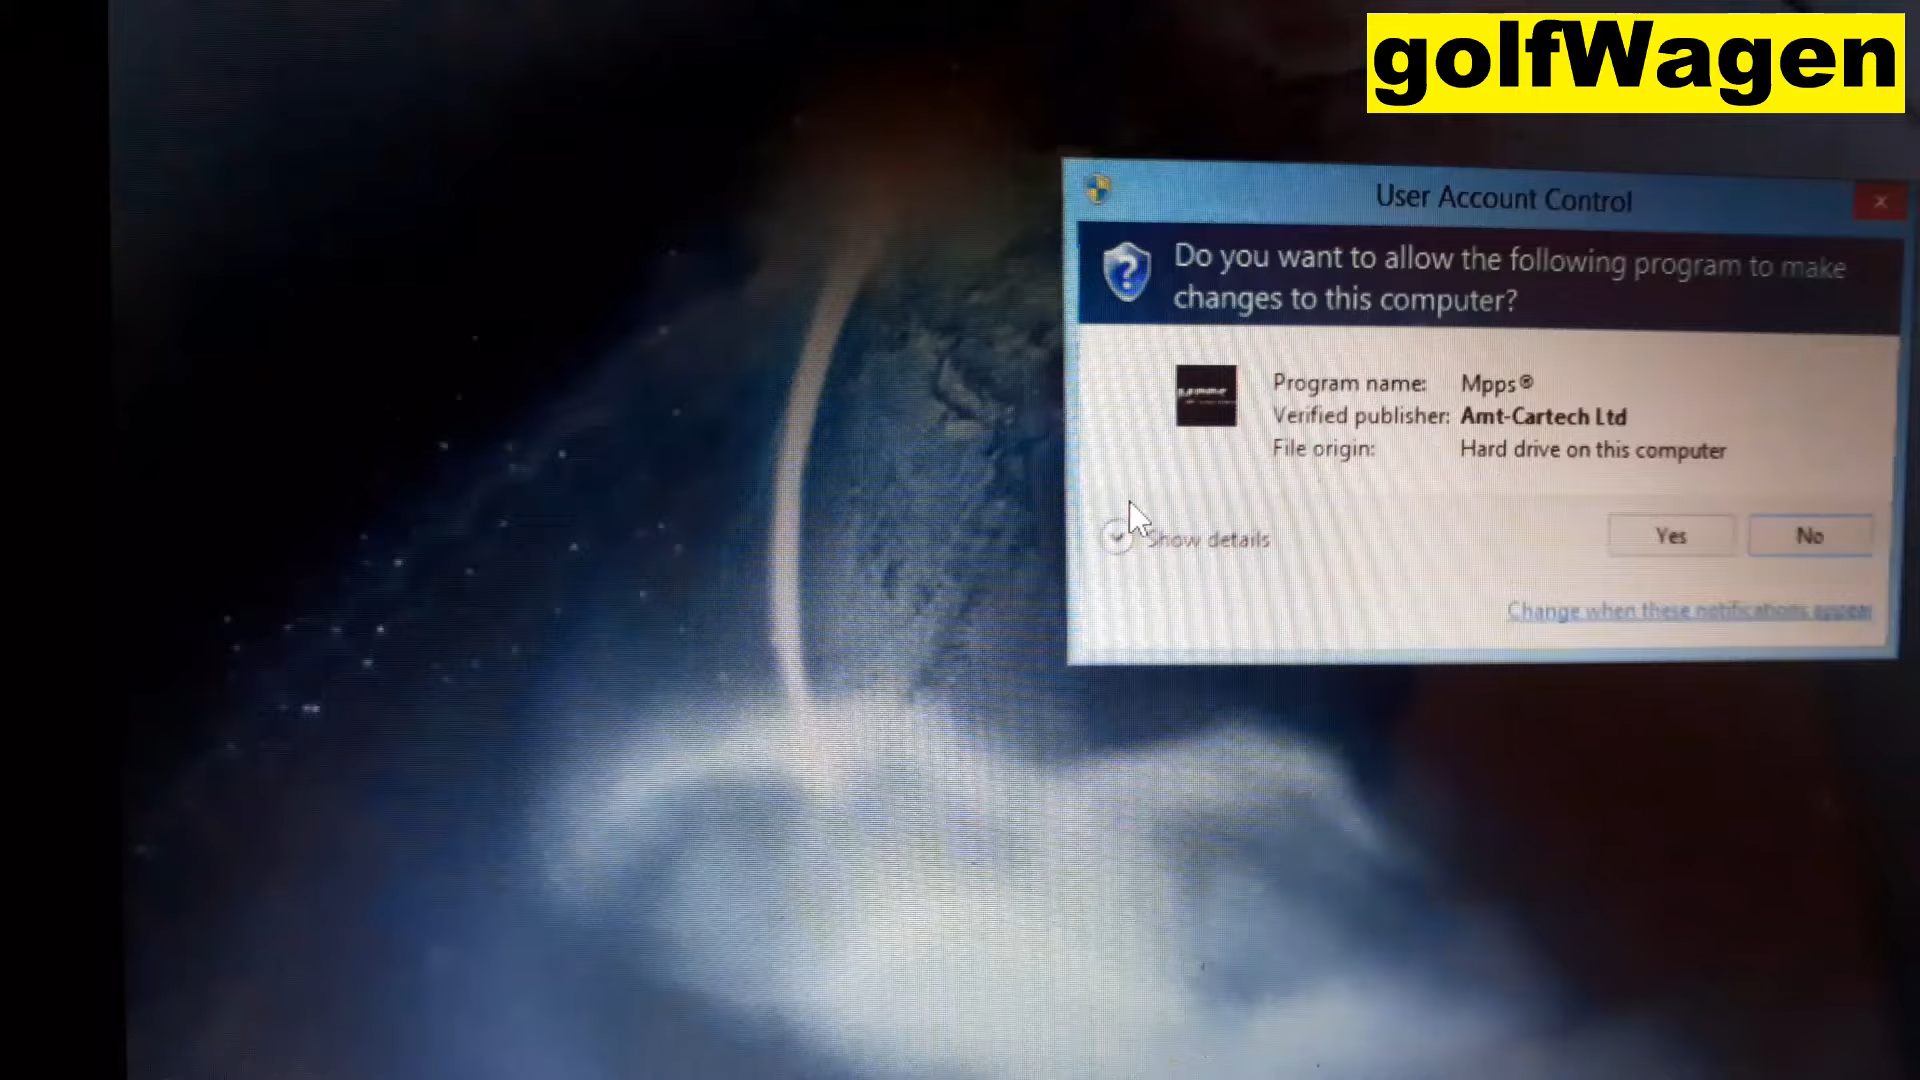 golfWagen
User Account Control
Do you want to allow the following program to make
changes to this computer?
Program name: Mpps®
Verified publisher: Amt-Cartech Ltd
File origin: Hard drive on this computer
Show details
Yes
No
Change when these notifications appear